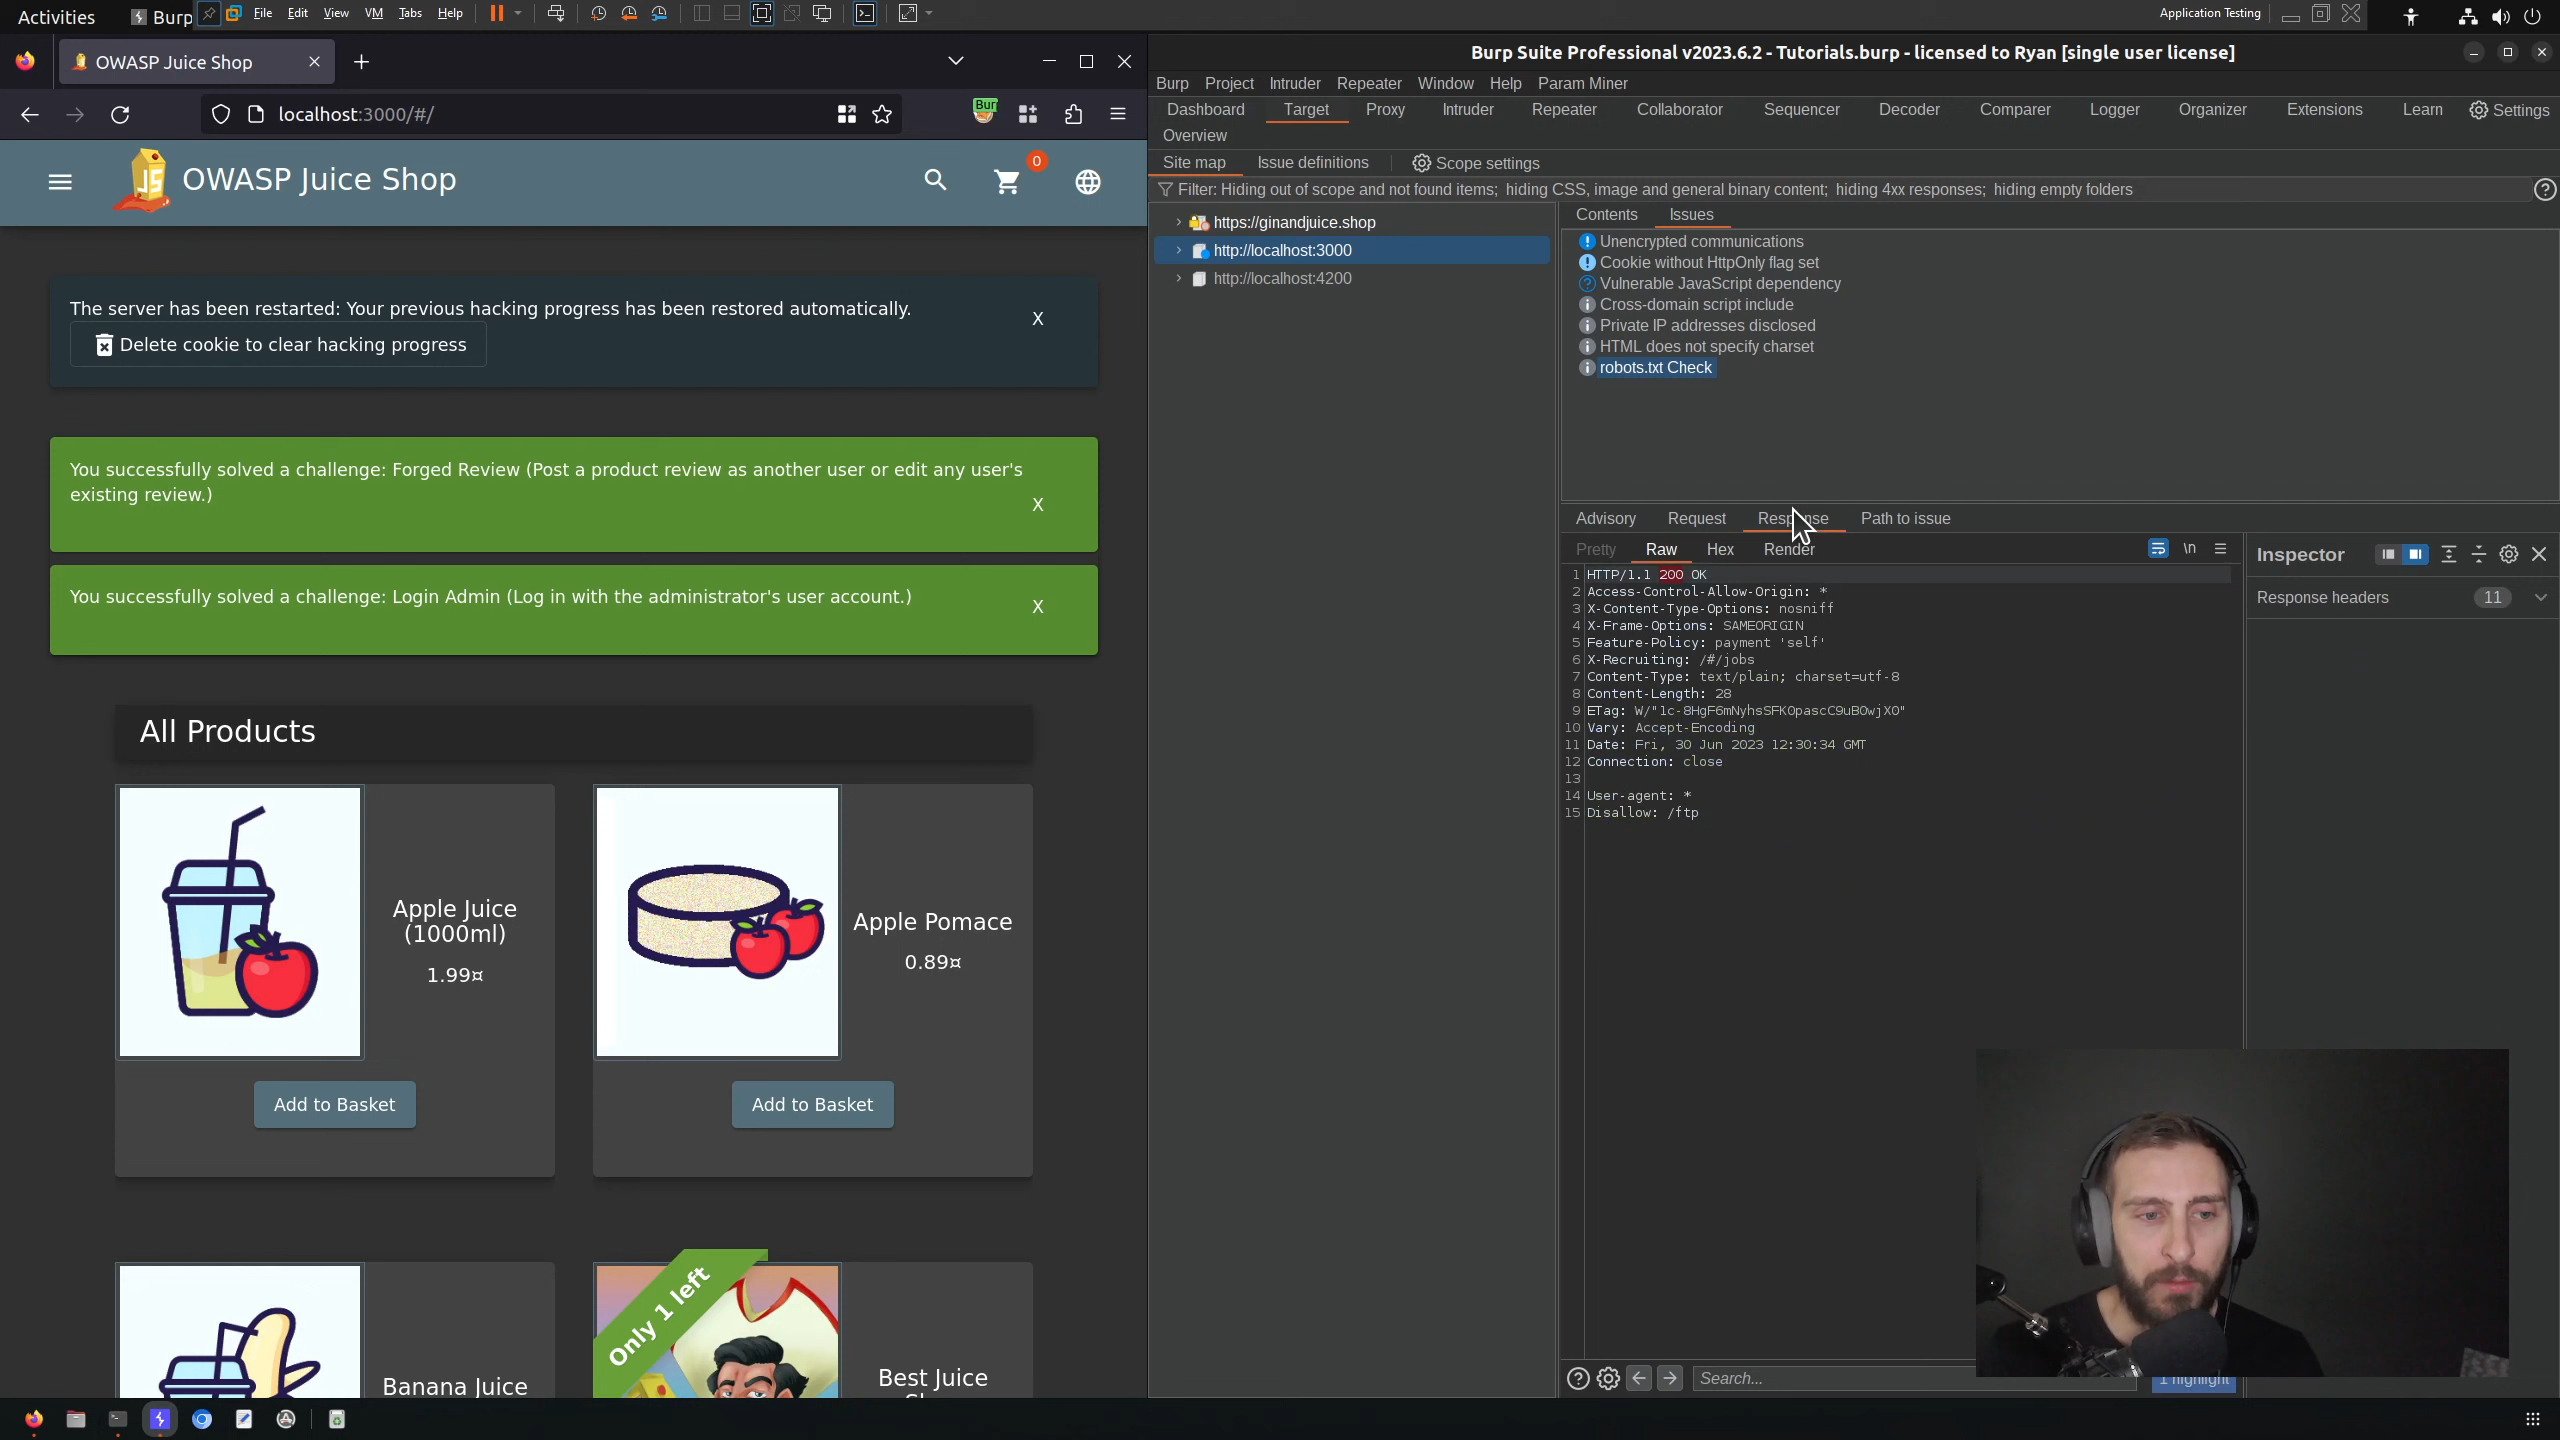 Activities
Burp
File Edit View VM Tabs Help
Application Testing
OWASP Juice Shop
localhost:3000/#/
Bur
OWASP Juice Shop
0
The server has been restarted: Your previous hacking progress has been restored automatically.
X
Delete cookie to clear hacking progress
You successfully solved a challenge: Forged Review (Post a product review as another user or edit any user's
existing review.)
X
You successfully solved a challenge: Login Admin (Log in with the administrator's user account.)
X
All Products
Apple Juice
(1000ml)
1.99¤
Add to Basket
Apple Pomace
0.89¤
Add to Basket
Banana Juice
Only 1 left
Best Juice
Burp Suite Professional v2023.6.2 - Tutorials.burp - licensed to Ryan [single user license]
Burp Project Intruder Repeater Window Help Param Miner
Dashboard Target Proxy Intruder Repeater Collaborator Sequencer Decoder Comparer Logger Organizer Extensions Learn Settings
Overview
Site map Issue definitions Scope settings
Filter: Hiding out of scope and not found items; hiding CSS, image and general binary content; hiding 4xx responses; hiding empty folders
https://ginandjuice.shop
http://localhost:3000
http://localhost:4200
Contents Issues
Unencrypted communications
Cookie without HttpOnly flag set
Vulnerable JavaScript dependency
Cross-domain script include
Private IP addresses disclosed
HTML does not specify charset
robots.txt Check
Advisory Request Response Path to issue
Pretty Raw Hex Render
\n
1 HTTP/1.1 200 OK
2 Access-Control-Allow-Origin: *
3 X-Content-Type-Options: nosniff
4 X-Frame-Options: SAMEORIGIN
5 Feature-Policy: payment 'self'
6 X-Recruiting: /#/jobs
7 Content-Type: text/plain; charset=utf-8
8 Content-Length: 28
9 ETag: W/"1c-8HgF6mNyhsSFKOpascC9uBOwjXO"
10 Vary: Accept-Encoding
11 Date: Fri, 30 Jun 2023 12:30:34 GMT
12 Connection: close
13
14 User-agent: *
15 Disallow: /ftp
Inspector
Response headers 11
Search...
1 highlight